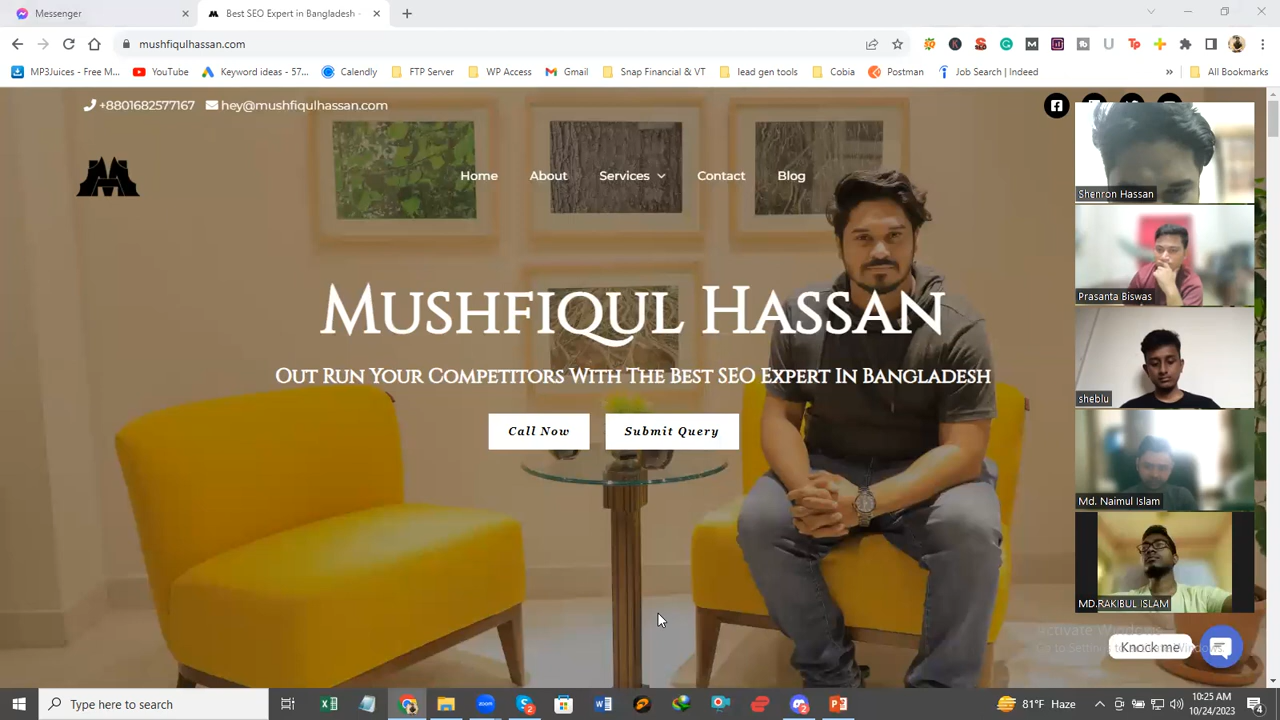 Messenger
Best SEO Expert in Bangladesh -
mushfiqulhassan.com
MP3Juices - Free M...
YouTube
Keyword ideas - 57...
Calendly
FTP Server
WP Access
Gmail
Snap Financial & VT
lead gen tools
Cobia
Postman
Job Search | Indeed
»
All Bookmarks
+8801682577167 hey@mushfiqulhassan.com
Home About Services Contact Blog
Mushfiqul Hassan
Out Run Your Competitors With The Best SEO Expert In Bangladesh
Call Now Submit Query
Shenron Hassan
Prasanta Biswas
sheblu
Md. Naimul Islam
MD.RAKIBUL ISLAM
Activate Windows
Knock me
Type here to search
81°F Haze
10:25 AM
10/24/2023